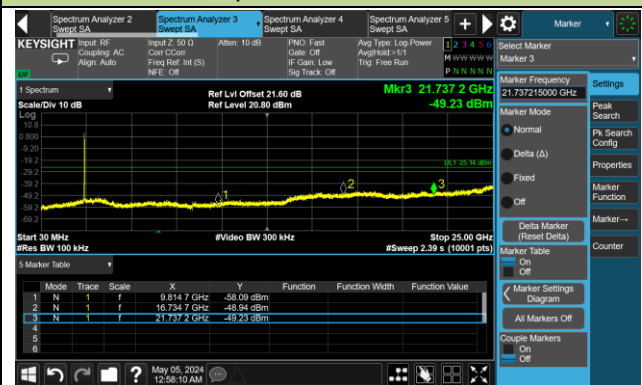 Spectrum Analyzer 2
Swept SA
Spectrum Analyzer 3
Swept SA
Spectrum Analyzer 4
Swept SA
Spectrum Analyzer 5
Swept SA
+
Marker
KEYSIGHT
Input: RF
Coupling: AC
Align: Auto
Input Z: 50 Ω
Corr CCorr
Freq Ref: Int (S)
NFE: Off
Atten: 10 dB
PNO: Fast
Gate: Off
IF Gain: Low
Sig Track: Off
Avg Type: Log-Power
Avg|Hold:>1/1
Trig: Free Run
1 2 3 4 5 6
M W W W W W
P N N N N N
Select Marker
Marker 3
1 Spectrum
Scale/Div 10 dB
Log
Ref Lvl Offset 21.60 dB
Ref Level 20.80 dBm
Mkr3 21.737 2 GHz
-49.23 dBm
10.8
0.800
-9.20
-19.2
-29.2
-39.2
-49.2
-59.2
-69.2
DL1 -25.14 dBm
1
2
3
Start 30 MHz
#Res BW 100 kHz
#Video BW 300 kHz
Stop 25.00 GHz
#Sweep 2.39 s (10001 pts)
5 Marker Table
Mode Trace Scale X Y Function Function Width Function Value
1 N 1 f 9.814 7 GHz -58.09 dBm
2 N 1 f 16.734 7 GHz -48.94 dBm
3 N 1 f 21.737 2 GHz -49.23 dBm
4
5
6
Marker Frequency
21.737215000 GHz
Marker Mode
Normal
Delta (Δ)
Fixed
Off
Delta Marker
(Reset Delta)
Marker Table
On
Off
Marker Settings
Diagram
All Markers Off
Couple Markers
On
Off
Settings
Peak
Search
Pk Search
Config
Properties
Marker
Function
Marker→
Counter
?
May 05, 2024
12:58:10 AM